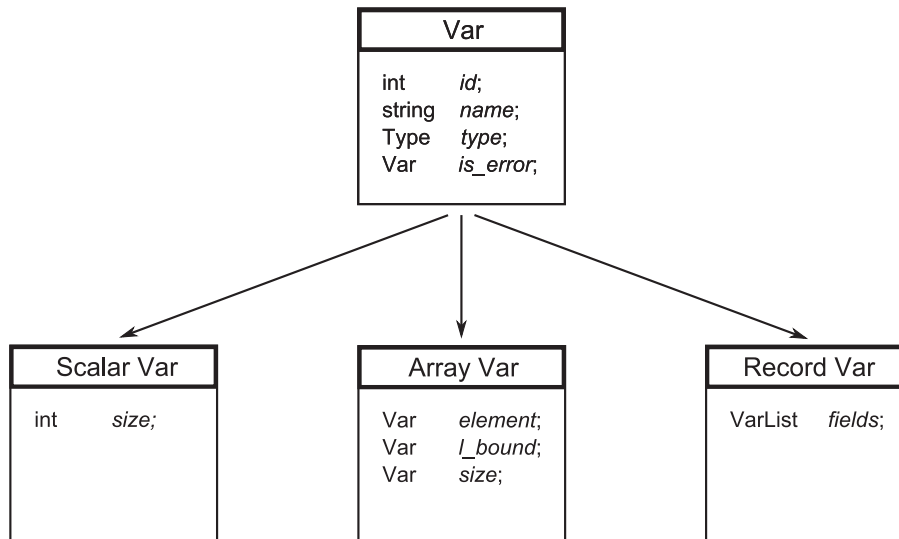 Var
int id;
string name;
Type type;
Var is_error;
Scalar Var
int size;
Array Var
Var element;
Var l_bound;
Var size;
Record Var
VarList fields;